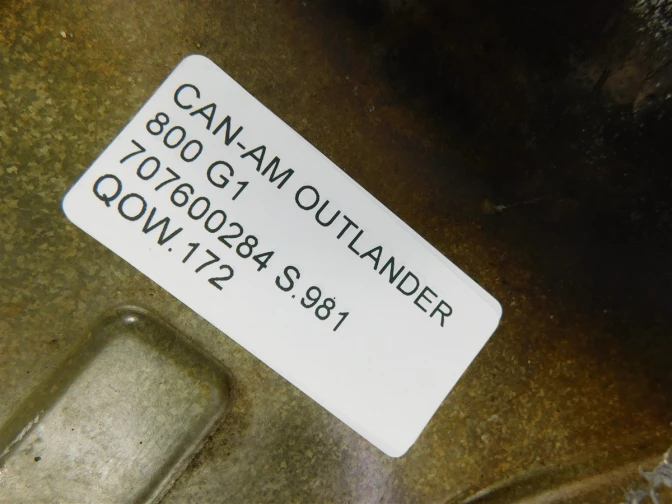 CAN-AM OUTLANDER
800 G1
707600284 S.981
QOW.172